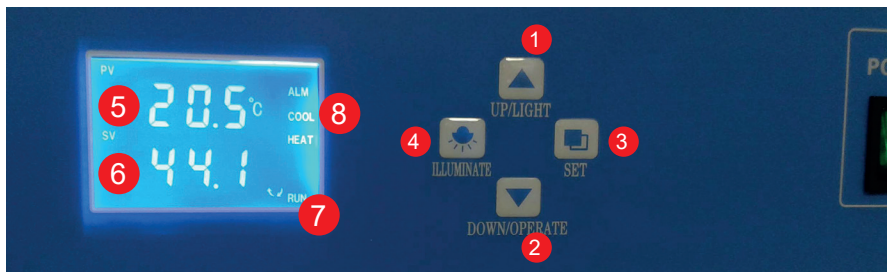 1
PV
5
20.5°C
ALM
8
COOL
UP/LIGHT
PO
SV
HEAT
4
3
6
44.1
ILLUMINATE
SET
RUN
7
DOWN/OPERATE
2